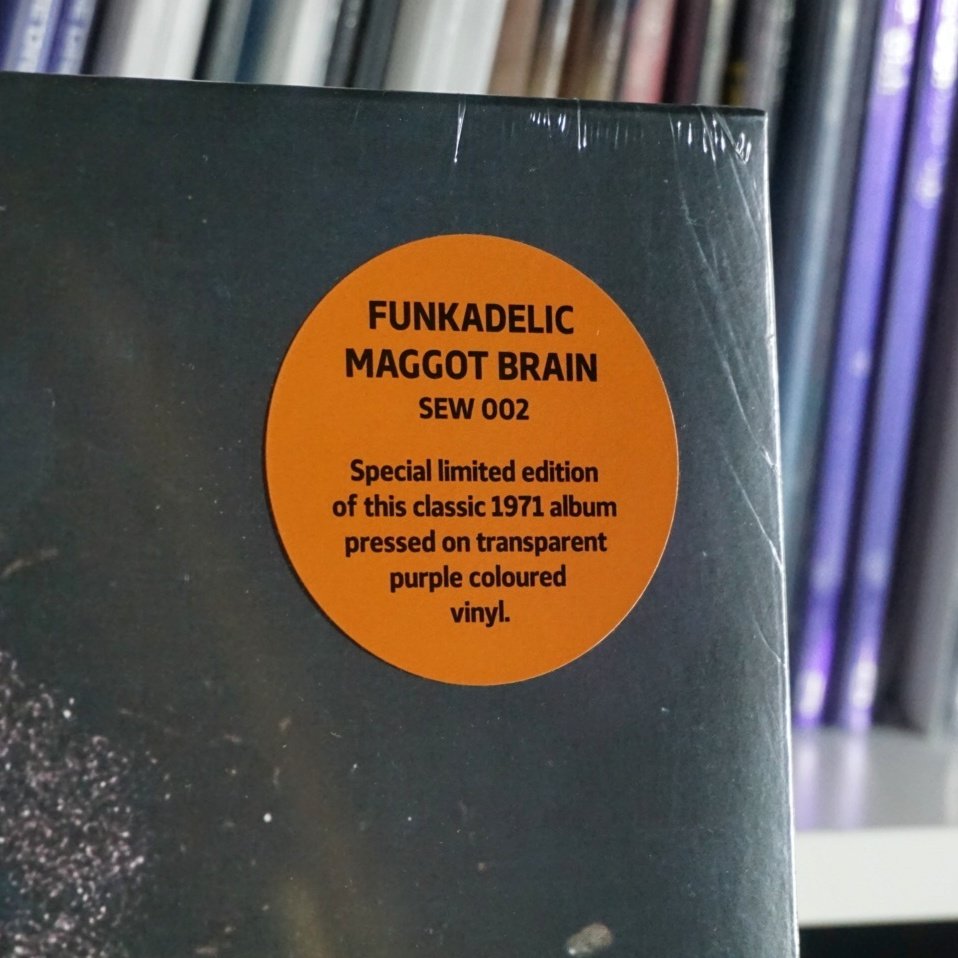 FUNKADELIC
MAGGOT BRAIN
SEW 002
Special limited edition
of this classic 1971 album
pressed on transparent
purple coloured
vinyl.